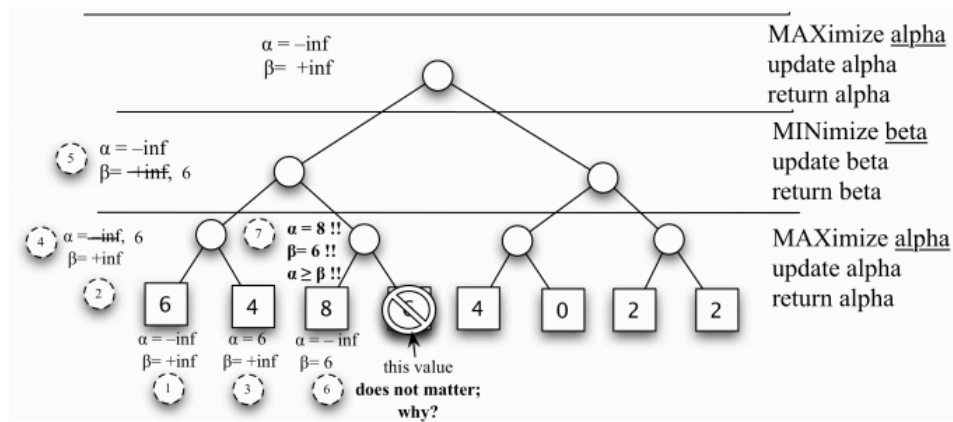 α = –inf
β= +inf
MAXimize alpha
update alpha
return alpha
5
α = –inf
β= +inf, 6
MINimize beta
update beta
return beta
4
α = –inf, 6
β= +inf
7
α = 8 !!
β= 6 !!
α ≥ β !!
MAXimize alpha
update alpha
return alpha
2
6
4
8
4
0
2
2
α = –inf
β= +inf
α = 6
β= +inf
α = – inf
β= 6
1
3
6
this value
does not matter;
why?